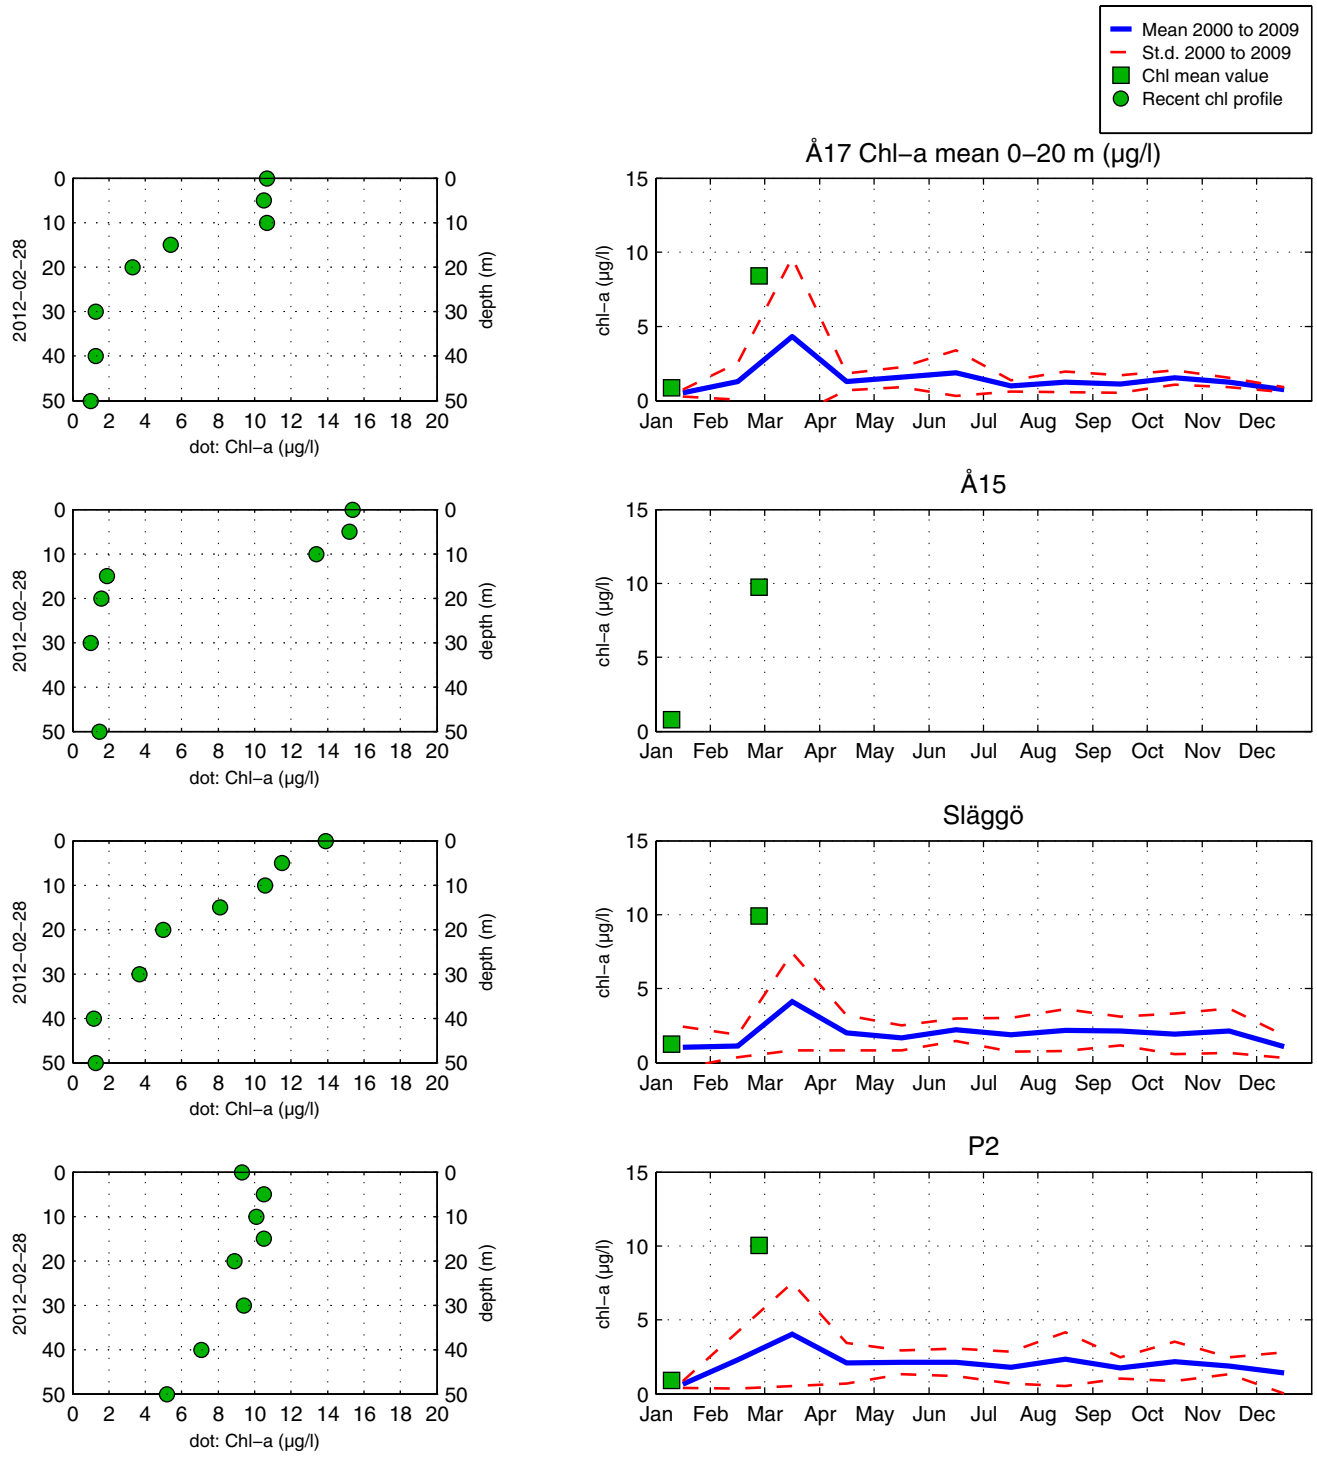 Mean 2000 to 2009
St.d. 2000 to 2009
Chl mean value
Recent chl profile
0 10 20 30 40 50
0 2 4 6 8 10 12 14 16 18 20
0 10 20 30 40 50
2012−02−28
depth (m)
dot: Chl−a (µg/l)
Å17 Chl−a mean 0−20 m (µg/l)
15 10 5 0
chl−a (µg/l)
Jan Feb Mar Apr May Jun Jul Aug Sep Oct Nov Dec
0 10 20 30 40 50
0 2 4 6 8 10 12 14 16 18 20
0 10 20 30 40 50
2012−02−28
depth (m)
dot: Chl−a (µg/l)
Å15
15 10 5 0
chl−a (µg/l)
Jan Feb Mar Apr May Jun Jul Aug Sep Oct Nov Dec
0 10 20 30 40 50
0 2 4 6 8 10 12 14 16 18 20
0 10 20 30 40 50
2012−02−28
depth (m)
dot: Chl−a (µg/l)
Släggö
15 10 5 0
chl−a (µg/l)
Jan Feb Mar Apr May Jun Jul Aug Sep Oct Nov Dec
0 10 20 30 40 50
0 2 4 6 8 10 12 14 16 18 20
0 10 20 30 40 50
2012−02−28
depth (m)
dot: Chl−a (µg/l)
P2
15 10 5 0
chl−a (µg/l)
Jan Feb Mar Apr May Jun Jul Aug Sep Oct Nov Dec